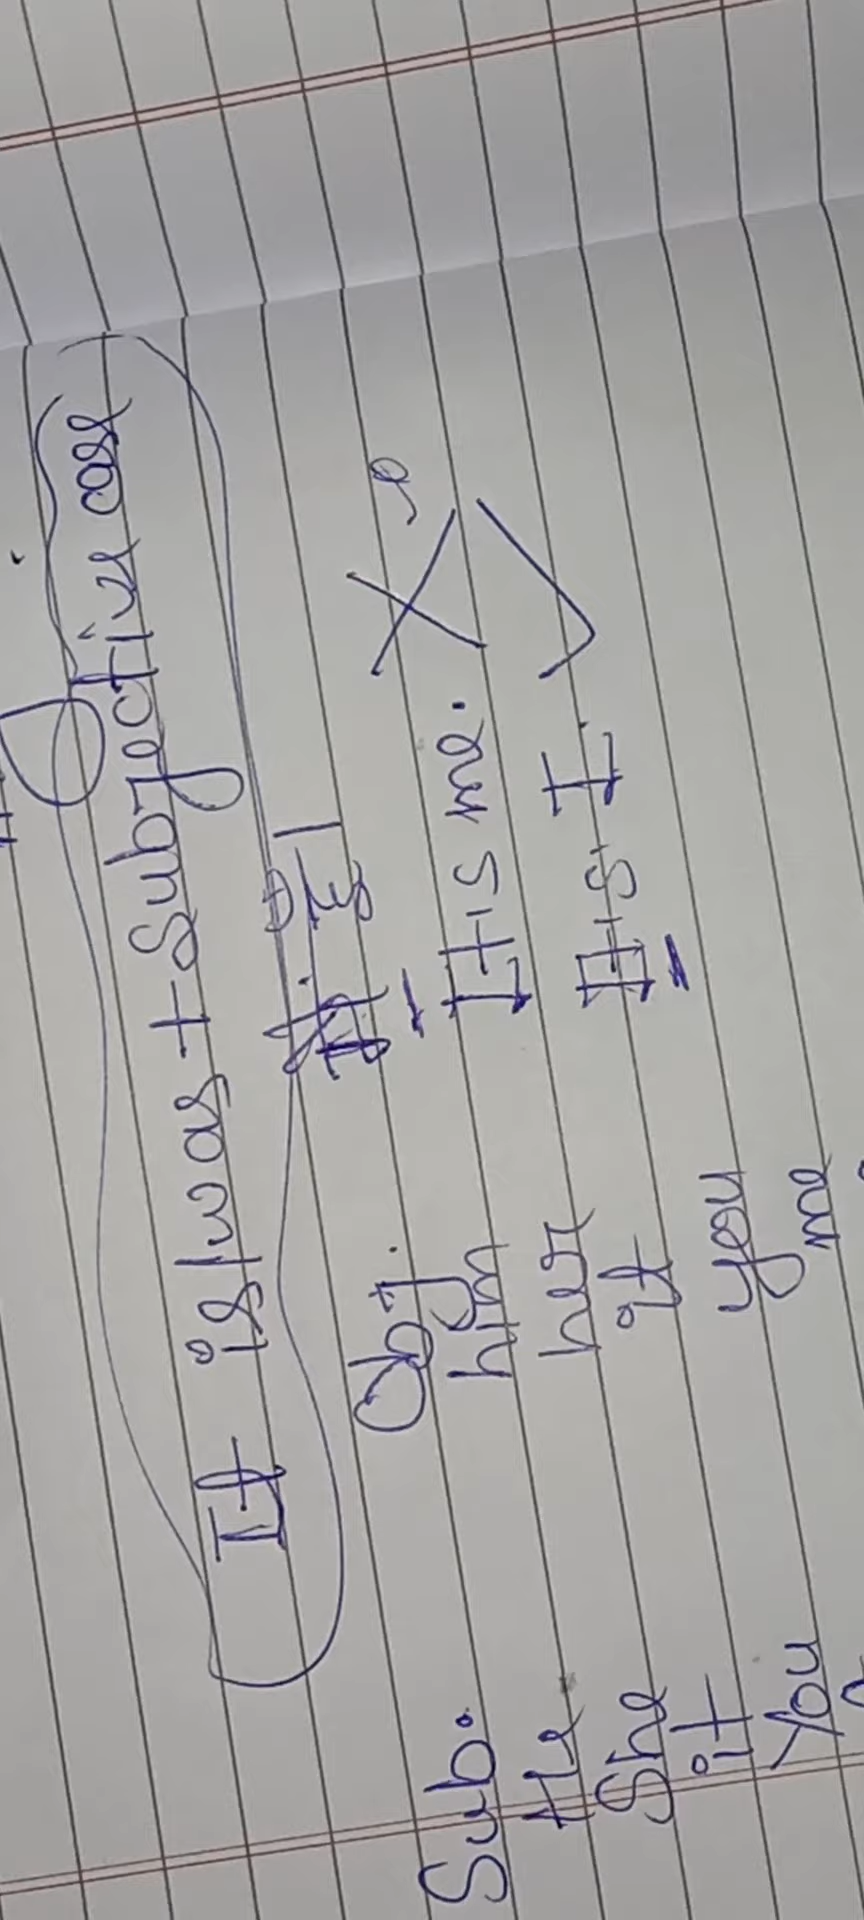 It is/was + Subjective case
Sub. Obj.
He him It is me.
She her It is I.
it it
You you
me